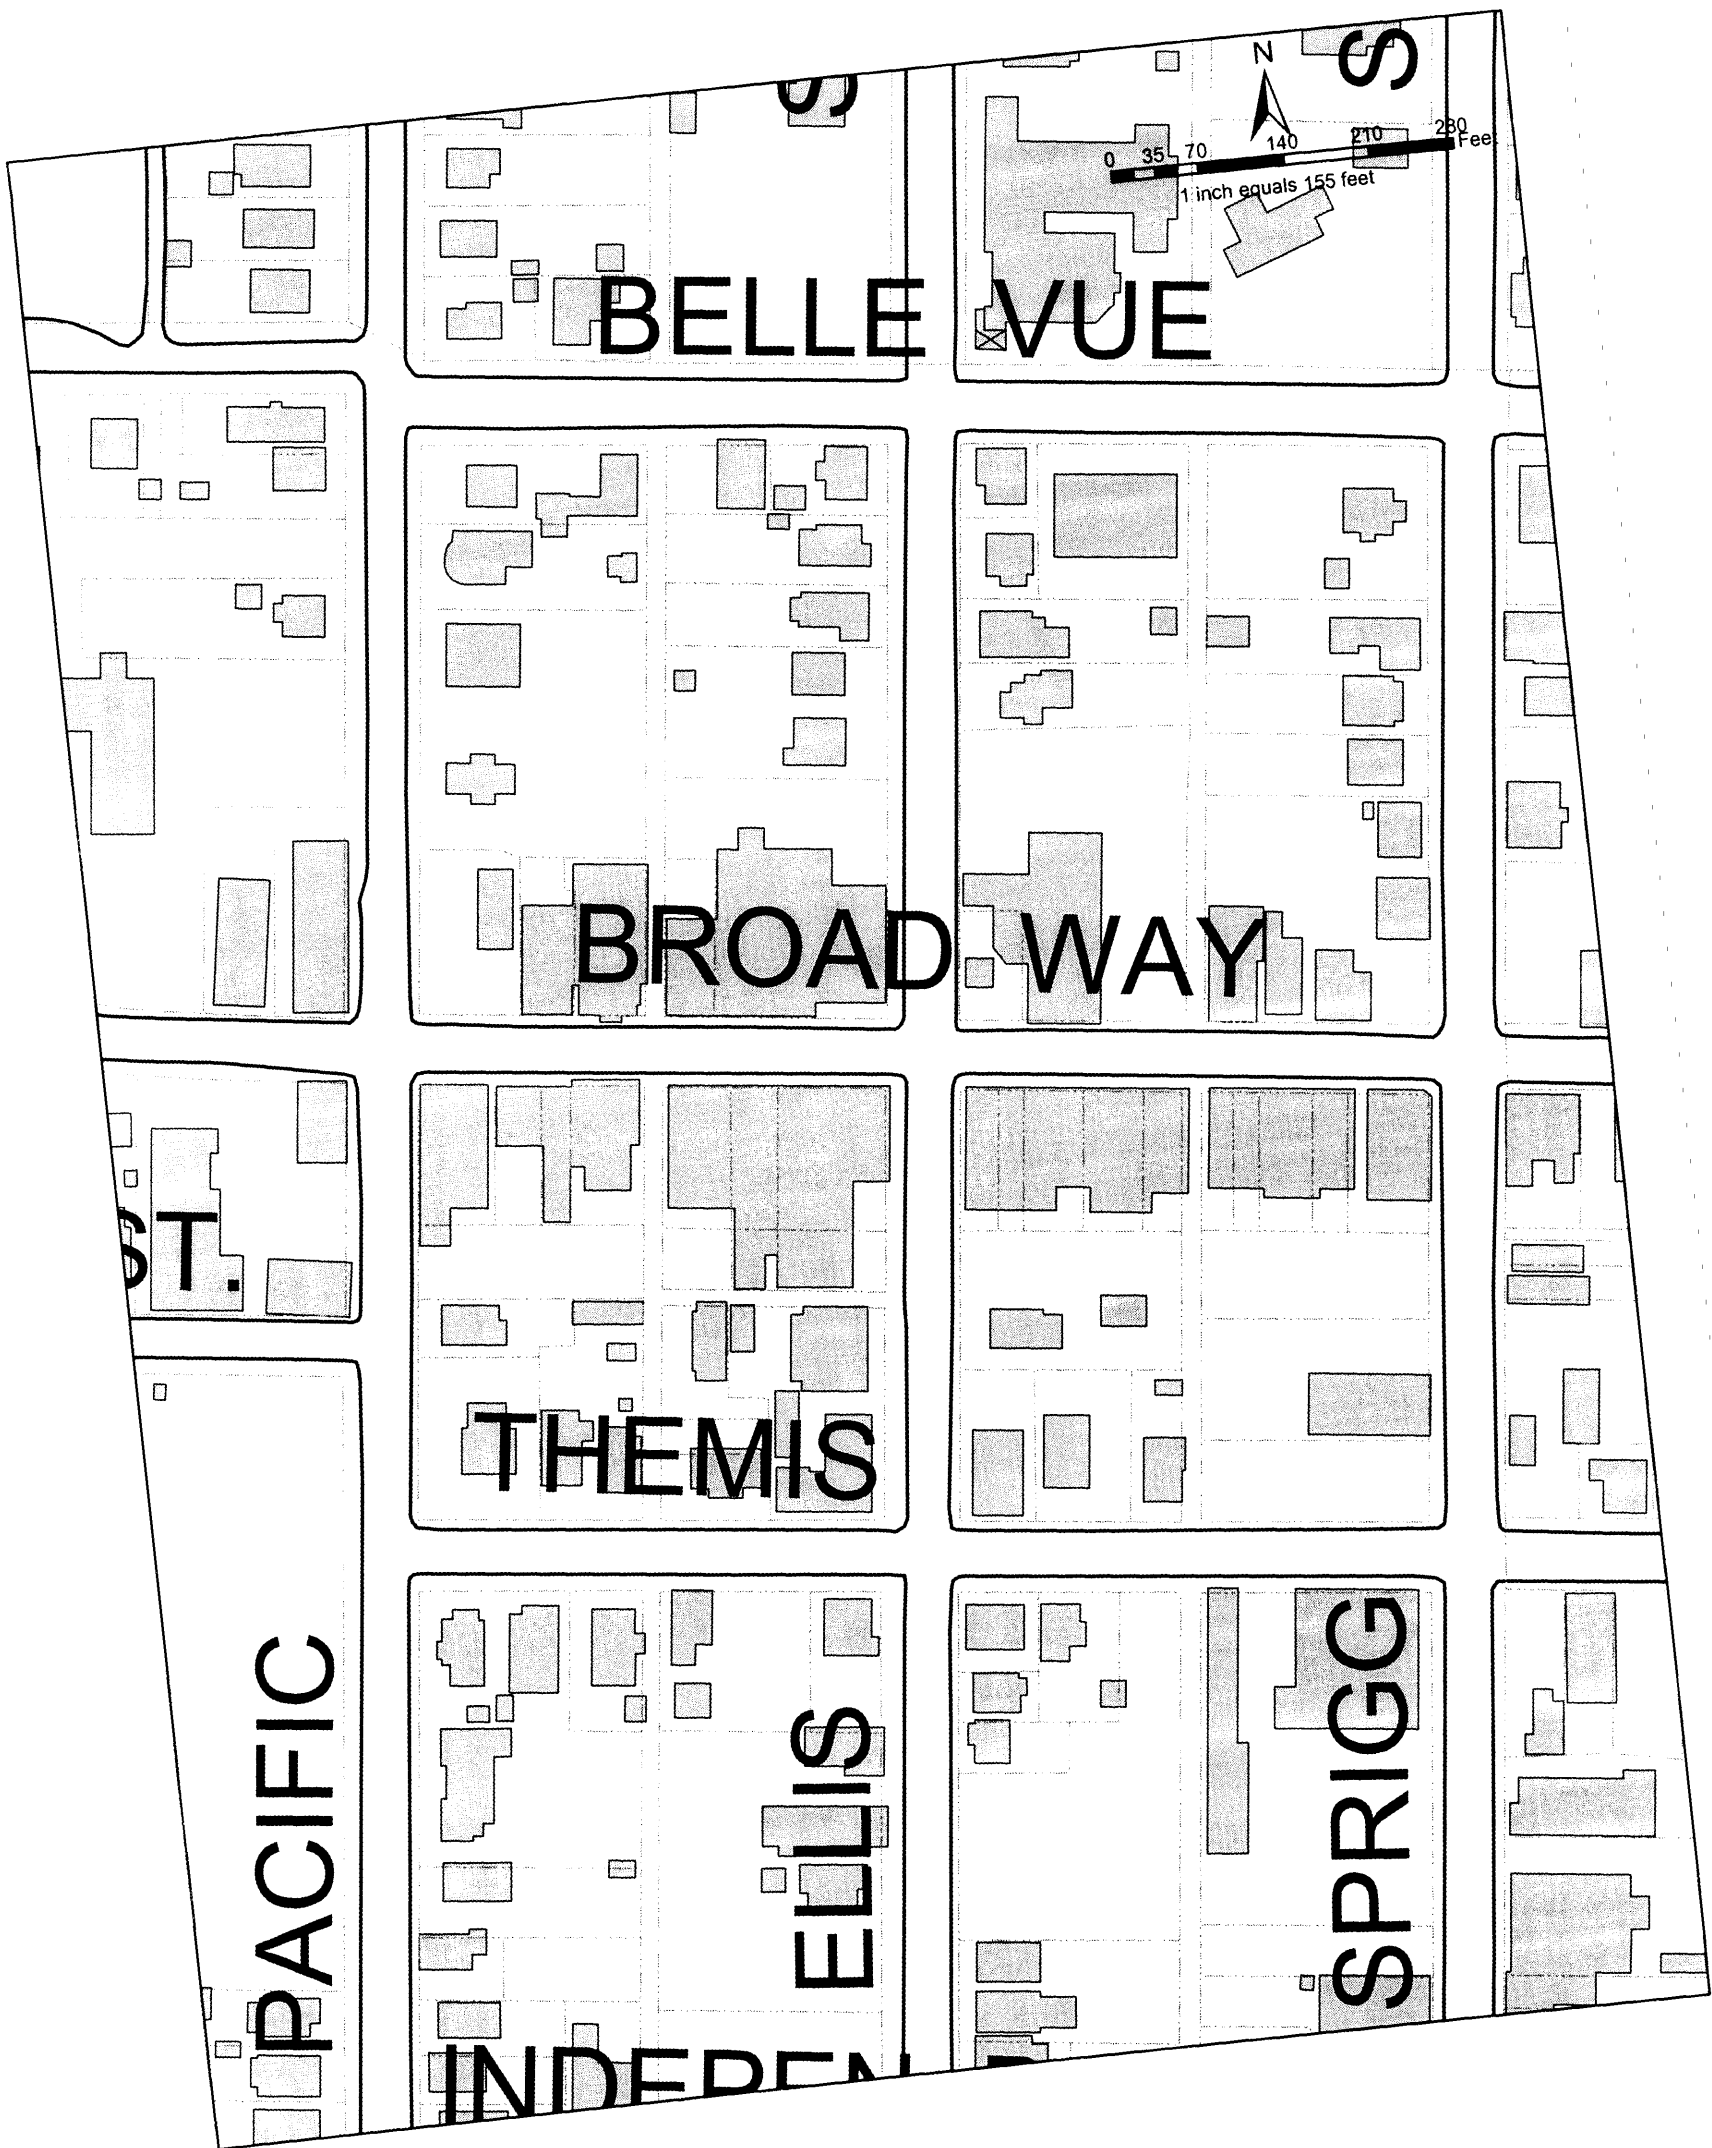 S
S
N
0 35 70 140 210 280
Feet
1 inch equals 155 feet
BELLE VUE
BROAD WAY
ST.
THEMIS
PACIFIC
ELLIS
SPRIGG
INDEPEN